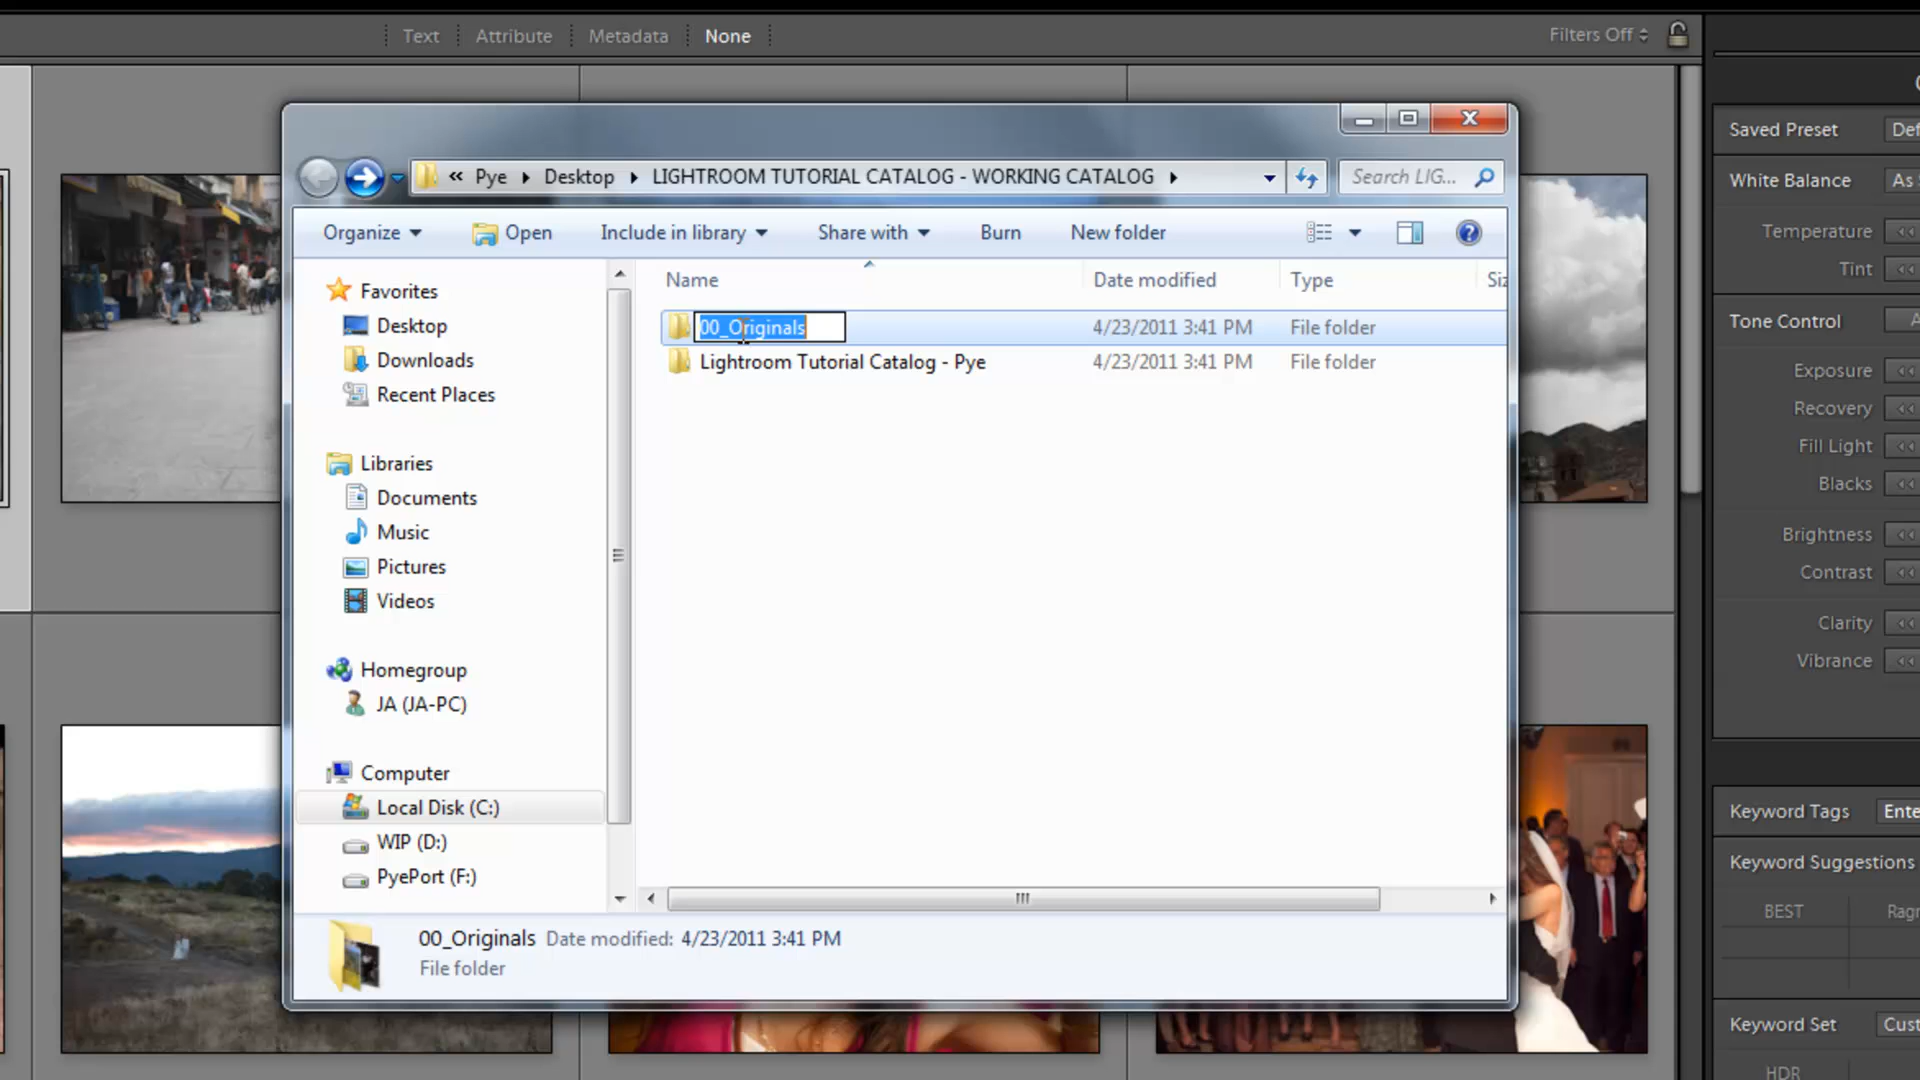 Text Attribute Metadata None Filters Off
Saved Preset
White Balance As
Temperature
Tint
Tone Control
Exposure
Recovery
Fill Light
Blacks
Brightness
Contrast
Clarity
Vibrance
Keyword Tags
Keyword Suggestions
BEST
Keyword Set
HDR
« Pye Desktop LIGHTROOM TUTORIAL CATALOG - WORKING CATALOG
Search LIG...
Organize Open Include in library Share with Burn New folder
Favorites
Desktop
Downloads
Recent Places
Libraries
Documents
Music
Pictures
Videos
Homegroup
JA (JA-PC)
Computer
Local Disk (C:)
WIP (D:)
PyePort (F:)
Name Date modified Type
00_Originals 4/23/2011 3:41 PM File folder
Lightroom Tutorial Catalog - Pye 4/23/2011 3:41 PM File folder
00_Originals Date modified: 4/23/2011 3:41 PM
File folder